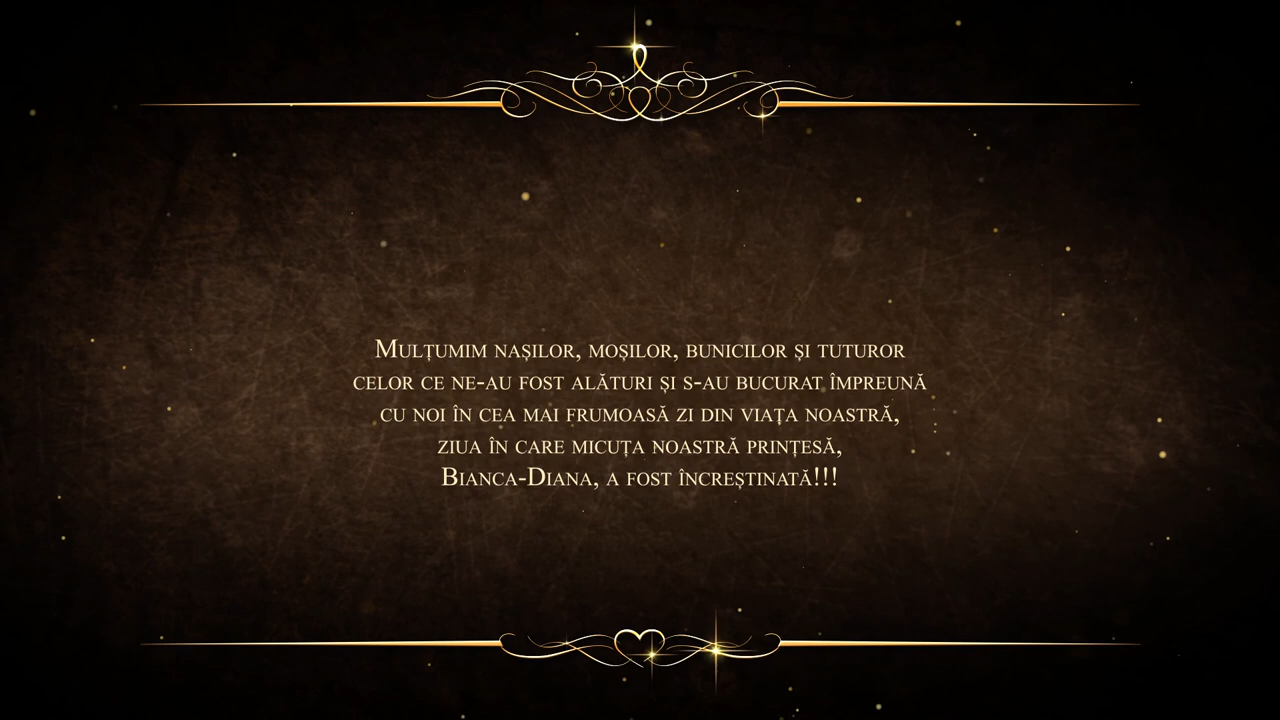 Mulțumim nașilor, moșilor, bunicilor și tuturor
celor ce ne-au fost alături și s-au bucurat împreună
cu noi în cea mai frumoasă zi din viața noastră,
ziua în care micuța noastră prințesă,
Bianca-Diana, a fost încreștinată!!!